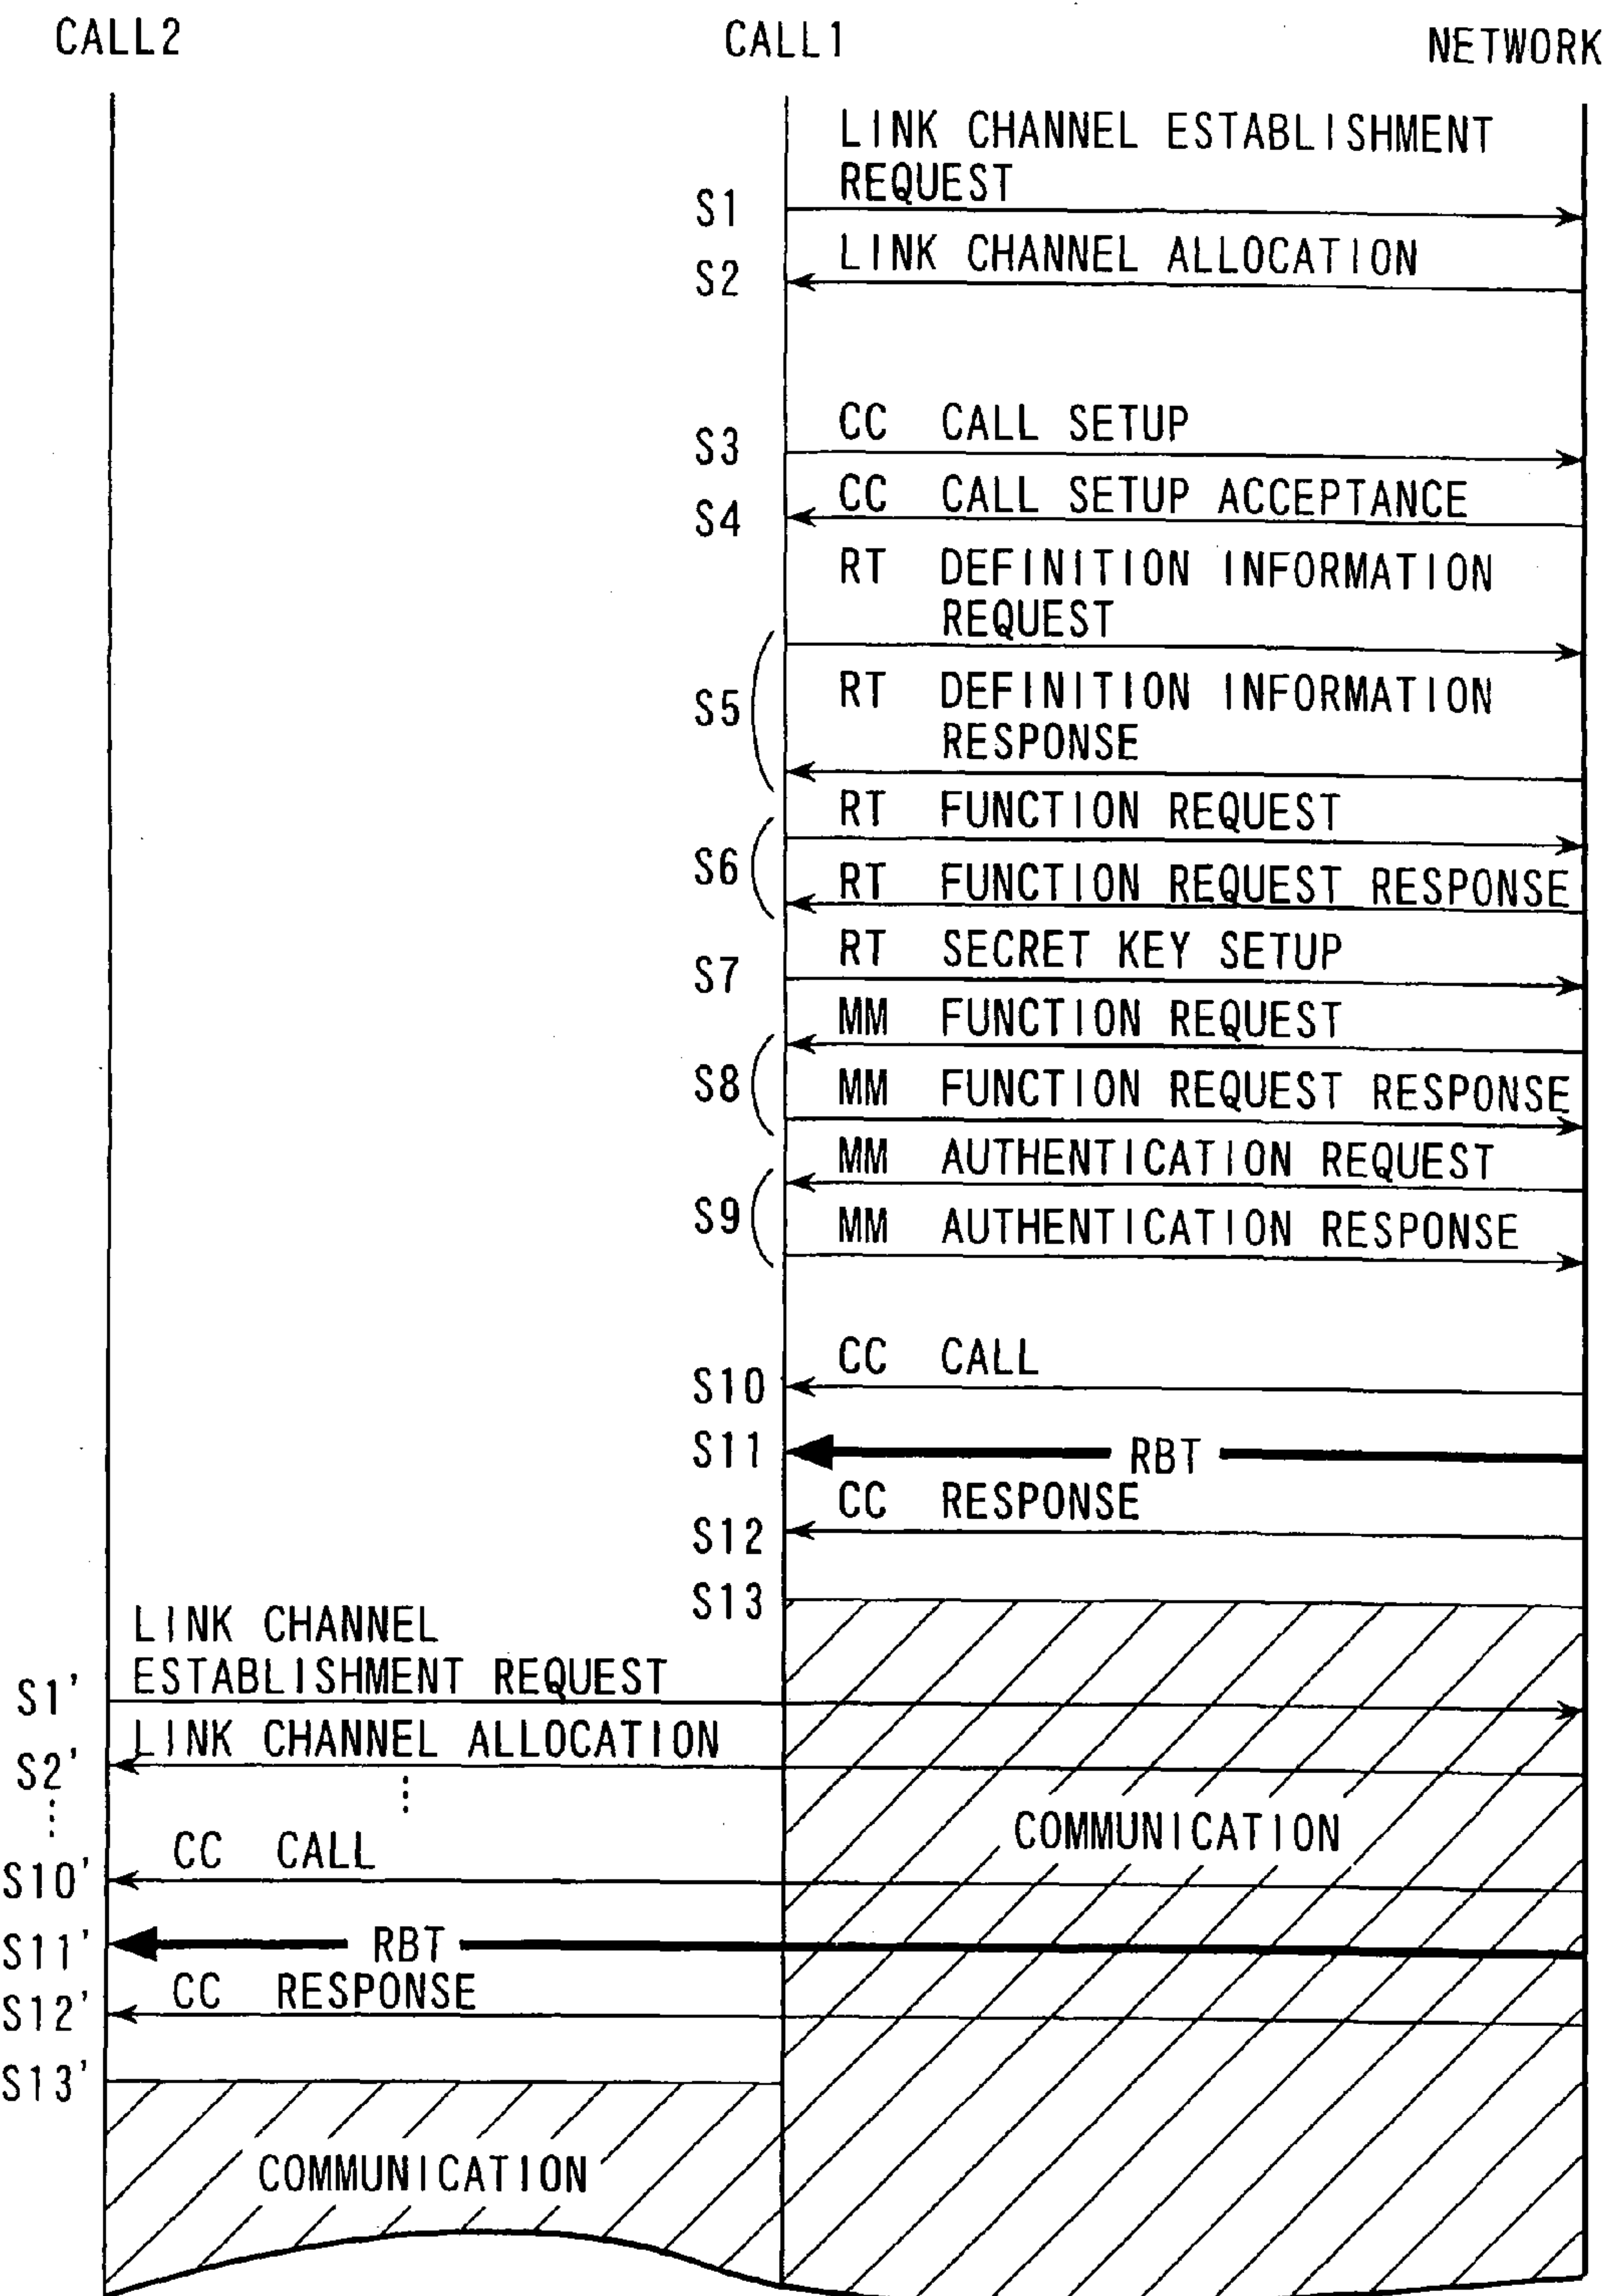 CALL2
CALL1
NETWORK
LINK CHANNEL ESTABLISHMENT
REQUEST
S1
LINK CHANNEL ALLOCATION
S2
CC CALL SETUP
S3
CC CALL SETUP ACCEPTANCE
S4
RT DEFINITION INFORMATION
REQUEST
S5
RT DEFINITION INFORMATION
RESPONSE
RT FUNCTION REQUEST
S6
RT FUNCTION REQUEST RESPONSE
RT SECRET KEY SETUP
S7
MM FUNCTION REQUEST
S8
MM FUNCTION REQUEST RESPONSE
MM AUTHENTICATION REQUEST
S9
MM AUTHENTICATION RESPONSE
CC CALL
S10
S11
RBT
CC RESPONSE
S12
S13
LINK CHANNEL
ESTABLISHMENT REQUEST
S1'
LINK CHANNEL ALLOCATION
S2'
COMMUNICATION
CC CALL
S10'
S11'
RBT
CC RESPONSE
S12'
S13'
COMMUNICATION